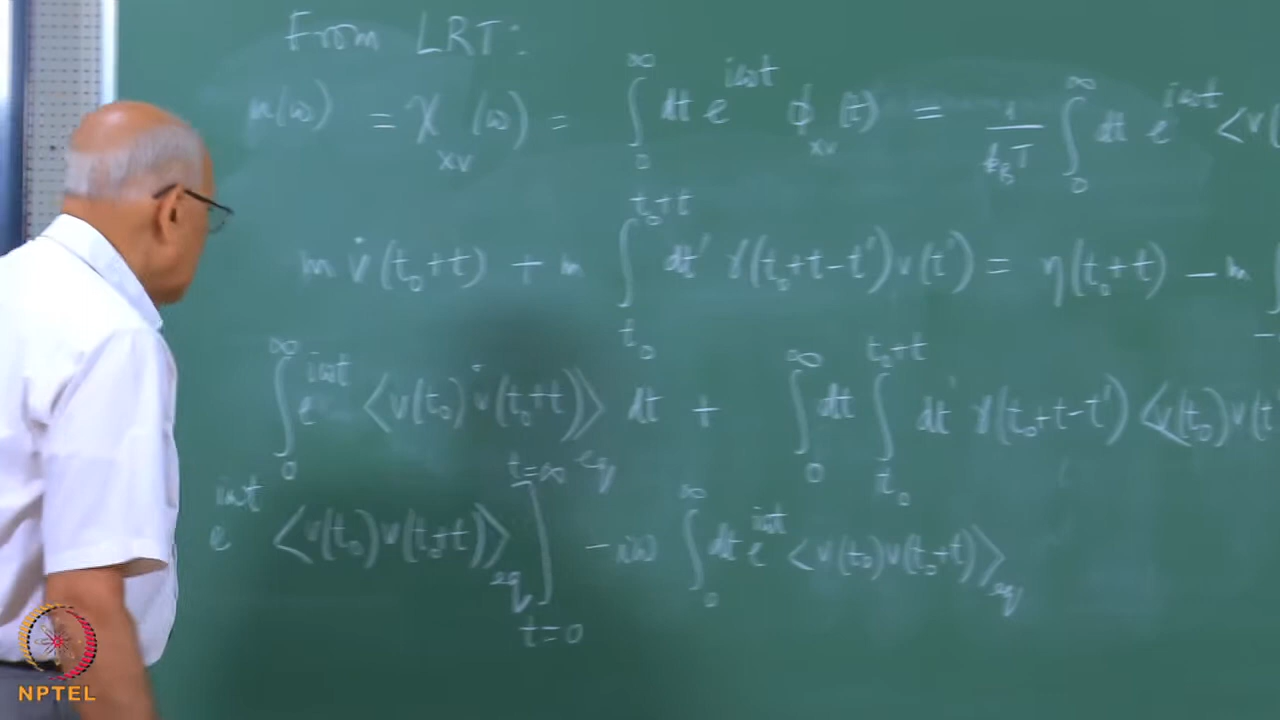 From LRT:
μ(ω) = χ_xv (ω) = ∫_0^∞ dt e^{iωt} ϕ_xv (t) = 1/(k_B T) ∫_0^∞ dt e^{iωt} <v(
m v̇(t_0+t) + m ∫_{t_0}^{t_0+t} dt' γ(t_0+t-t')v(t') = η(t_0+t) - m ∫_-
∫_0^∞ e^{iωt} <v(t_0) v̇(t_0+t)>_eq dt + ∫_0^∞ dt ∫_{t_0}^{t_0+t} dt' γ(t_0+t-t') <v(t_0)v(t'
e^{iωt} <v(t_0)v(t_0+t)>_eq ]_{t=0}^{t=∞} -iω ∫_0^∞ dt e^{iωt} <v(t_0)v(t_0+t)>_eq
NPTEL